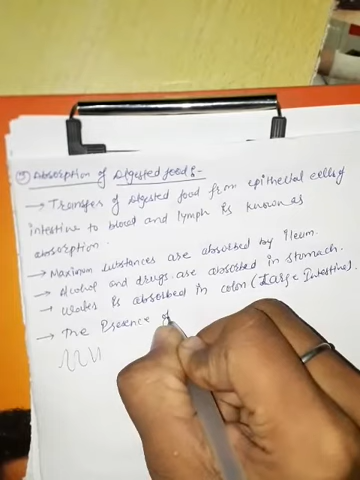 ⑤ Absorption of Digested food :-
→ Transfer of digested food from epithelial cells of
intestine to blood and lymph is known as
absorption.
→ Maximum substances are absorbed by ileum.
→ Alcohol and drugs are absorbed in stomach.
→ Water is absorbed in colon (Large Intestine).
→ The Presence of